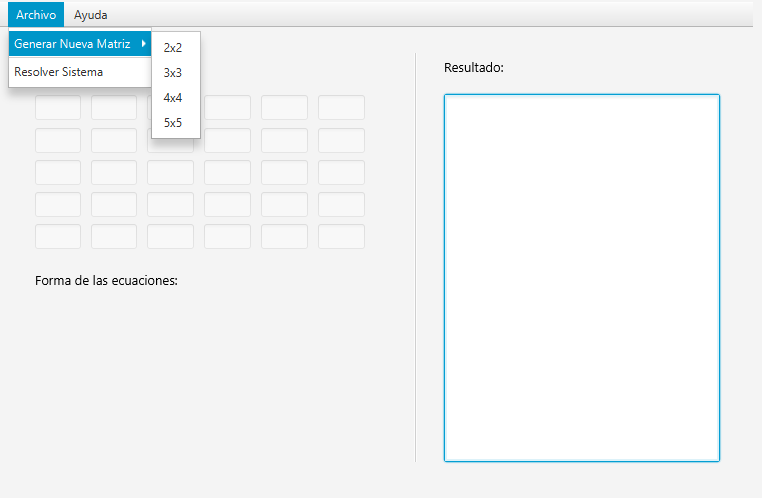 Archivo Ayuda
Generar Nueva Matriz
Resolver Sistema
2x2
3x3
4x4
5x5
Resultado:
Forma de las ecuaciones: